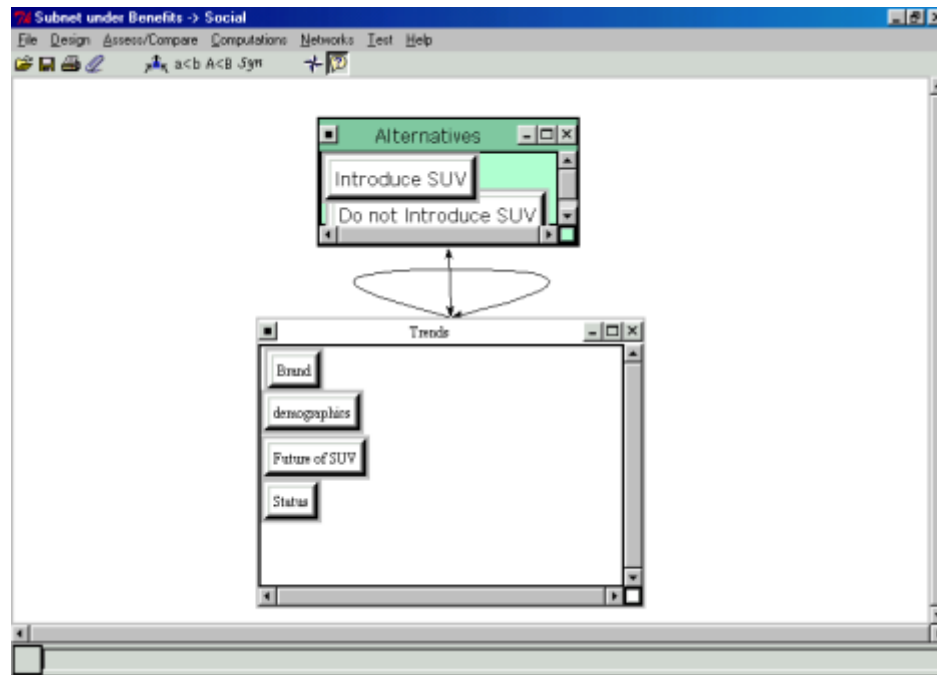 Subnet under Benefits -> Social
File Design Assess/Compare Computations Networks Test Help
a<b A<B Syn
Alternatives
Introduce SUV
Do not Introduce SUV
Trends
Brand
demographics
Future of SUV
Status